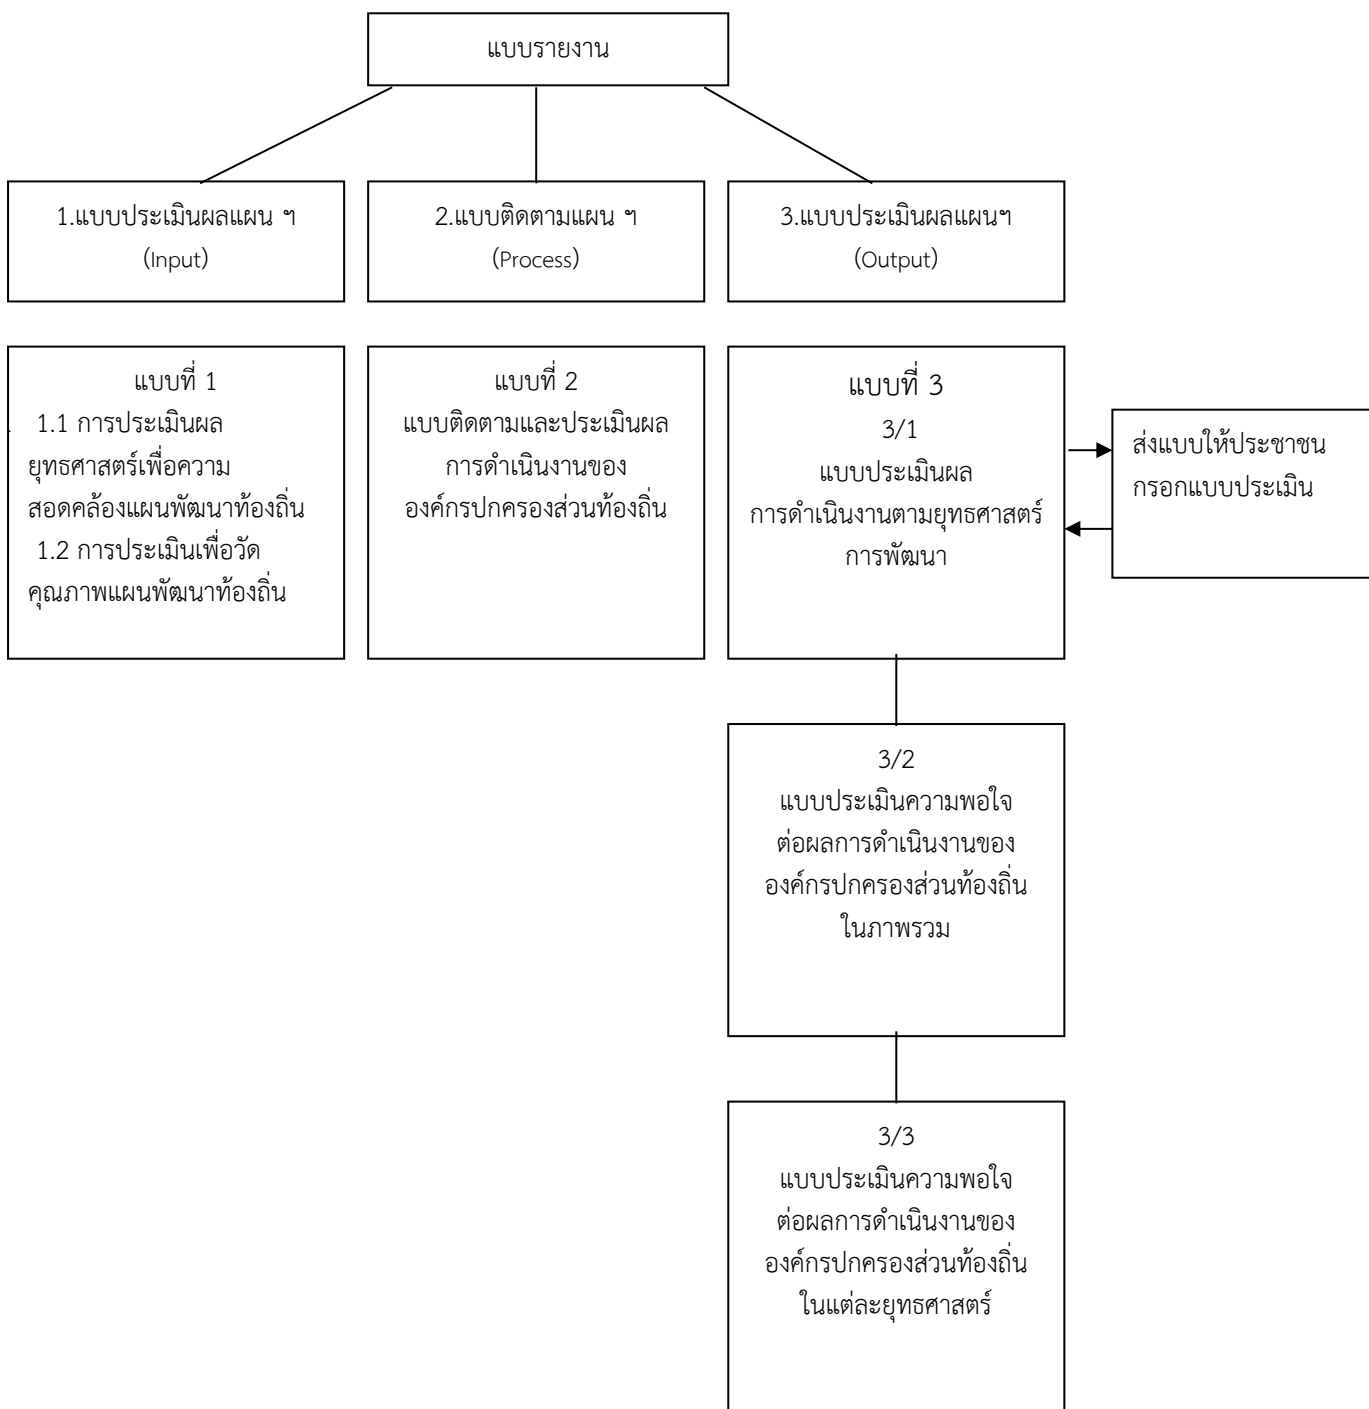 แบบรายงาน
1.แบบประเมินผลแผน ฯ
(Input)
2.แบบติดตามแผน ฯ
(Process)
3.แบบประเมินผลแผนฯ
(Output)
แบบที่ 1
1.1 การประเมินผล
ยุทธศาสตร์เพื่อความ
สอดคล้องแผนพัฒนาท้องถิ่น
1.2 การประเมินเพื่อวัด
คุณภาพแผนพัฒนาท้องถิ่น
แบบที่ 2
แบบติดตามและประเมินผล
การดำเนินงานของ
องค์กรปกครองส่วนท้องถิ่น
แบบที่ 3
3/1
แบบประเมินผล
การดำเนินงานตามยุทธศาสตร์
การพัฒนา
ส่งแบบให้ประชาชน
กรอกแบบประเมิน
3/2
แบบประเมินความพอใจ
ต่อผลการดำเนินงานของ
องค์กรปกครองส่วนท้องถิ่น
ในภาพรวม
3/3
แบบประเมินความพอใจ
ต่อผลการดำเนินงานของ
องค์กรปกครองส่วนท้องถิ่น
ในแต่ละยุทธศาสตร์